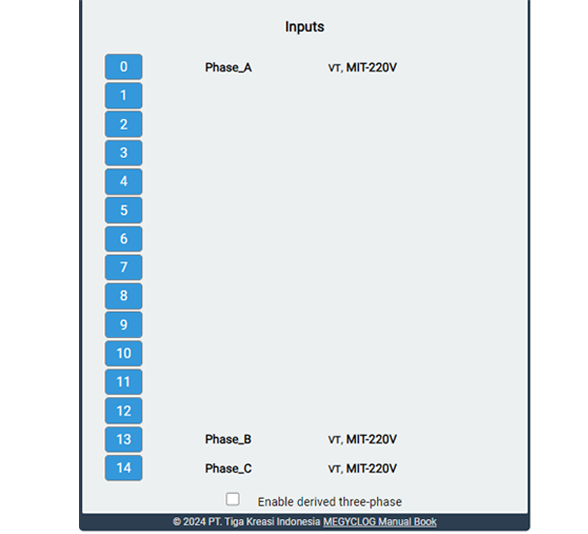 Inputs
0 Phase_A VT, MIT-220V
1
2
3
4
5
6
7
8
9
10
11
12
13 Phase_B VT, MIT-220V
14 Phase_C VT, MIT-220V
Enable derived three-phase
© 2024 PT. Tiga Kreasi Indonesia MEGYCLOG Manual Book